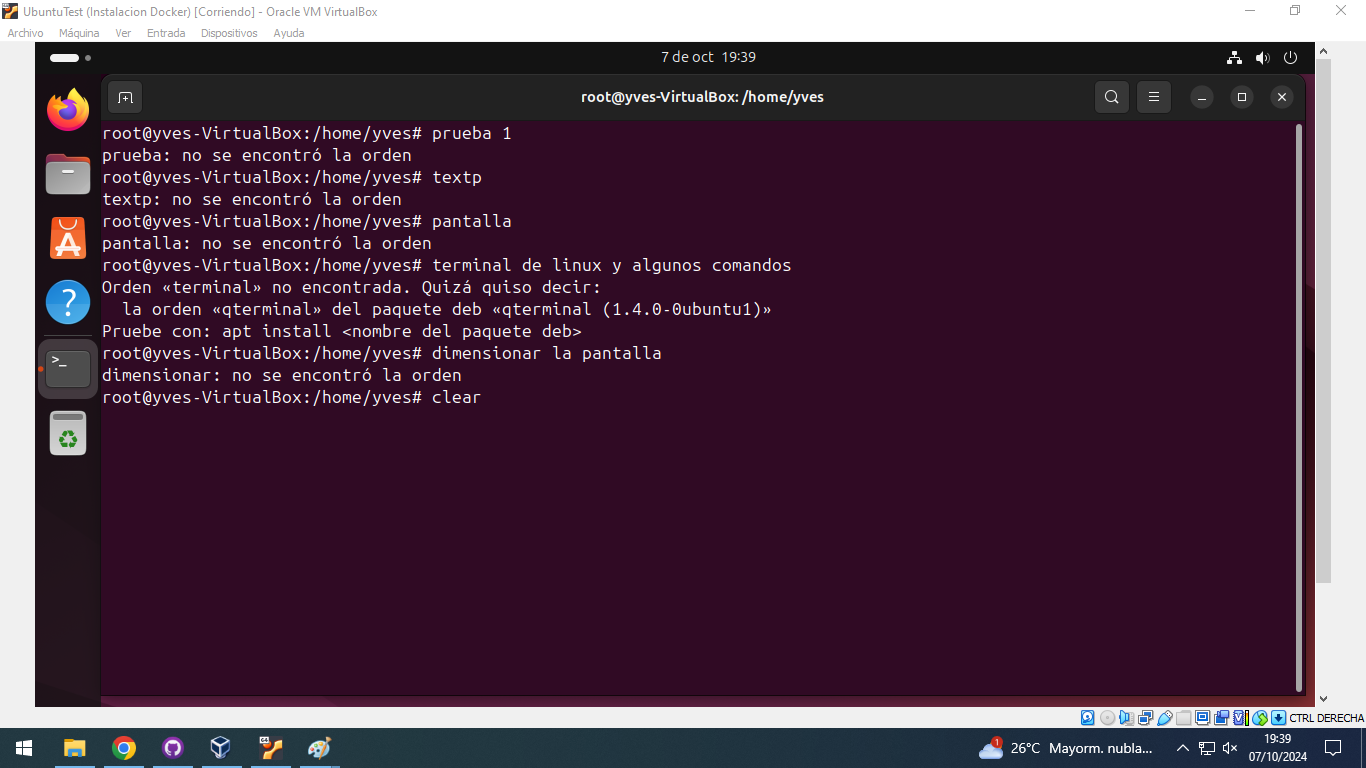 UbuntuTest (Instalacion Docker) [Corriendo] - Oracle VM VirtualBox
Archivo Máquina Ver Entrada Dispositivos Ayuda
7 de oct 19:39
root@yves-VirtualBox: /home/yves
root@yves-VirtualBox:/home/yves# prueba 1
prueba: no se encontró la orden
root@yves-VirtualBox:/home/yves# textp
textp: no se encontró la orden
root@yves-VirtualBox:/home/yves# pantalla
pantalla: no se encontró la orden
root@yves-VirtualBox:/home/yves# terminal de linux y algunos comandos
Orden «terminal» no encontrada. Quizá quiso decir:
  la orden «qterminal» del paquete deb «qterminal (1.4.0-0ubuntu1)»
Pruebe con: apt install <nombre del paquete deb>
root@yves-VirtualBox:/home/yves# dimensionar la pantalla
dimensionar: no se encontró la orden
root@yves-VirtualBox:/home/yves# clear
CTRL DERECHA
1
26°C Mayorm. nubla...
19:39
07/10/2024